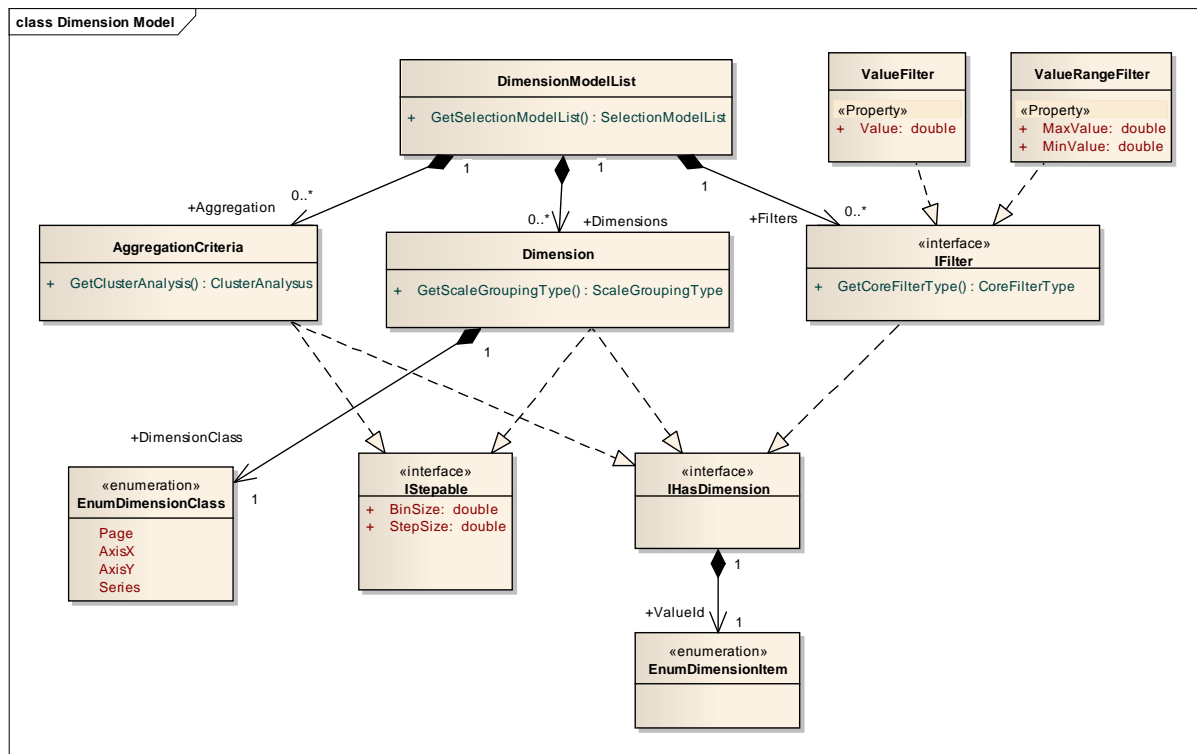 class Dimension Model
DimensionModelList
+ GetSelectionModelList() : SelectionModelList
ValueFilter
«Property»
+ Value: double
ValueRangeFilter
«Property»
+ MaxValue: double
+ MinValue: double
1
1
1
0..*
+Aggregation
0..*
+Dimensions
+Filters
0..*
AggregationCriteria
+ GetClusterAnalysis() : ClusterAnalysus
Dimension
+ GetScaleGroupingType() : ScaleGroupingType
«interface»
IFilter
+ GetCoreFilterType() : CoreFilterType
1
+DimensionClass
1
«enumeration»
EnumDimensionClass
Page
AxisX
AxisY
Series
«interface»
IStepable
+ BinSize: double
+ StepSize: double
«interface»
IHasDimension
1
+ValueId
1
«enumeration»
EnumDimensionItem